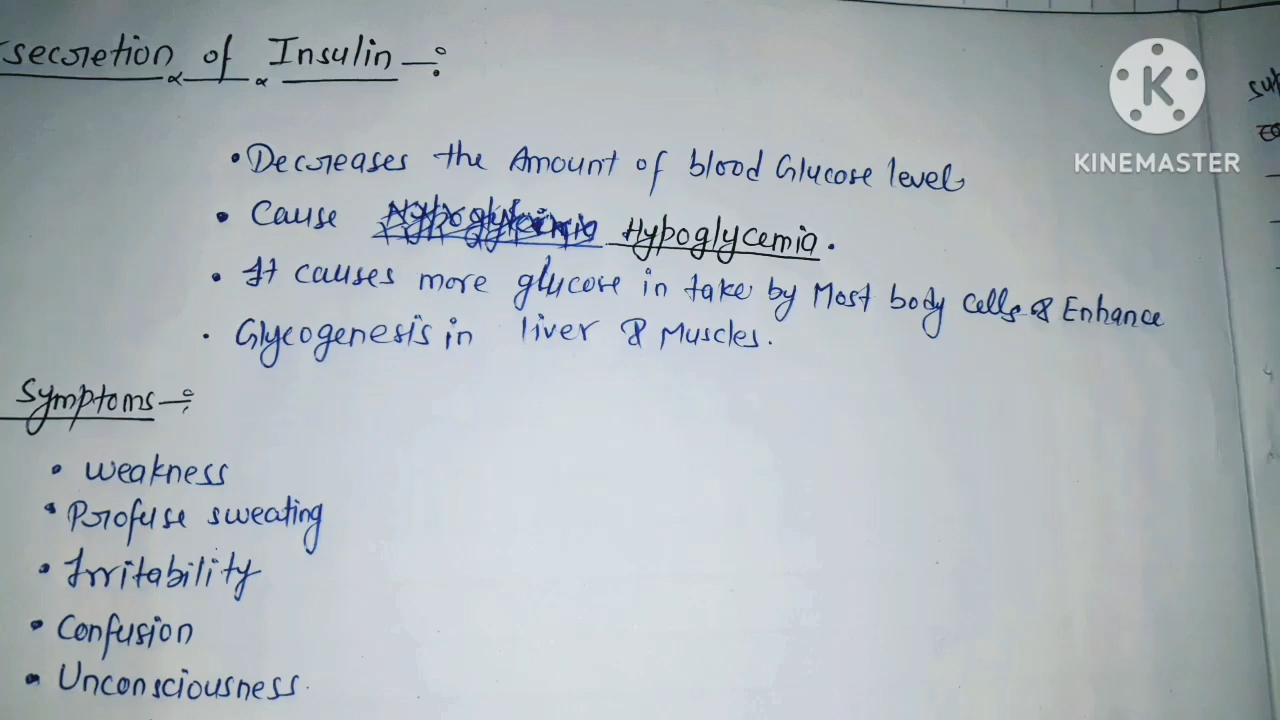 -secretion of Insulin -:
• Decreases the Amount of blood Glucose level
• Cause Hypoglycemia.
• It causes more glucose in take by Most body Cells & Enhance
• Glycogenesis in liver & Muscles.
Symptoms -:
• weakness
• Profuse sweating
• Irritability
• Confusion
• Unconsciousness.
K
KINEMASTER